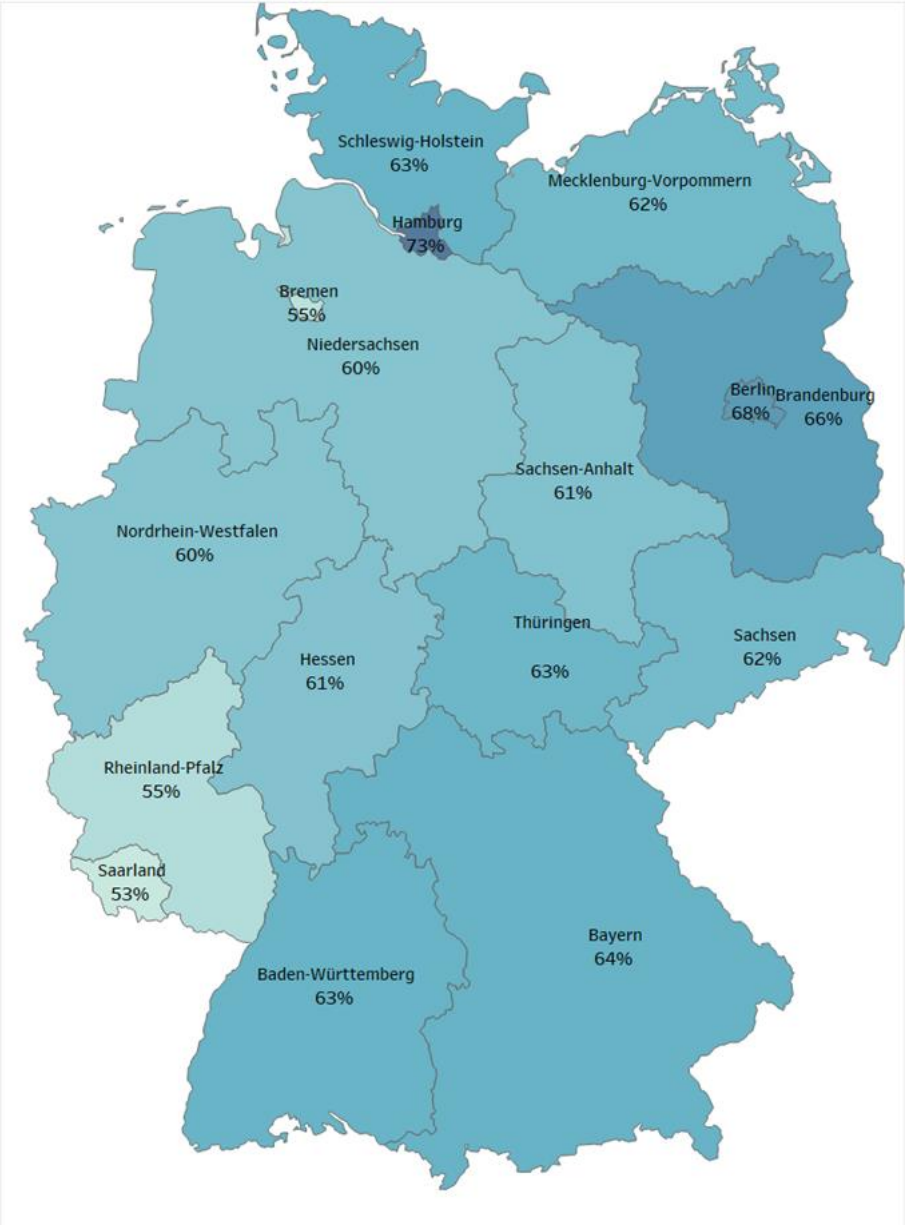 Schleswig-Holstein
63%
Mecklenburg-Vorpommern
62%
Hamburg
73%
Bremen
55%
Niedersachsen
60%
Berlin
68%
Brandenburg
66%
Sachsen-Anhalt
61%
Nordrhein-Westfalen
60%
Thüringen
63%
Sachsen
62%
Hessen
61%
Rheinland-Pfalz
55%
Saarland
53%
Bayern
64%
Baden-Württemberg
63%